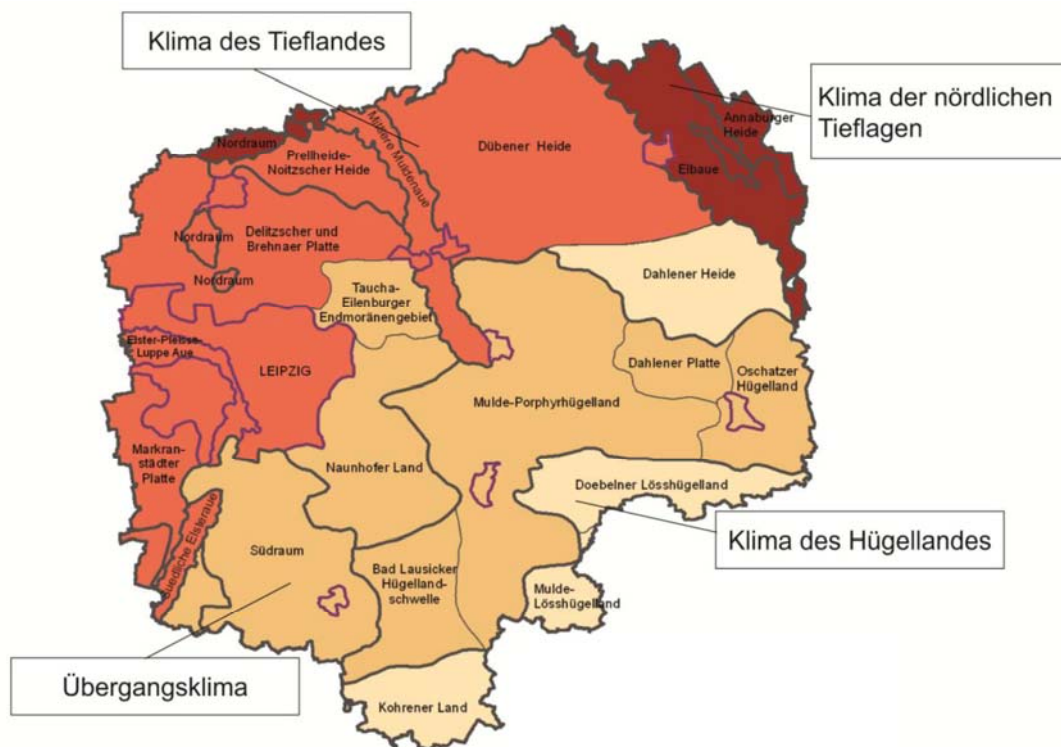 Klima des Tieflandes
Klima der nördlichen
Tieflagen
Annaburger
Heide
Nordraum
Mittlere Muldenaue
Prellheide-
Noitzscher Heide
Dübener Heide
Elbaue
Nordraum
Delitzscher und
Brehnaer Platte
Nordraum
Dahlener Heide
Taucha-
Eilenburger
Endmoränengebiet
Elster-Pleisse-
Luppe Aue
LEIPZIG
Dahlener Platte
Oschatzer
Hügelland
Mulde-Porphyrhügelland
Markran-
städter
Platte
Naunhofer Land
Doebelner Lösshügelland
Suedliche Elsteraue
Klima des Hügellandes
Südraum
Bad Lausicker
Hügelland-
schwelle
Mulde-
Lösshügelland
Übergangsklima
Kohrener Land